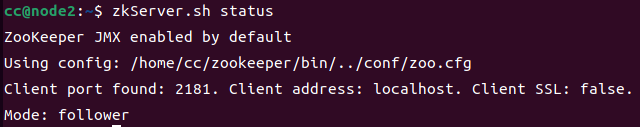 cc@node2:~$ zkServer.sh status
ZooKeeper JMX enabled by default
Using config: /home/cc/zookeeper/bin/../conf/zoo.cfg
Client port found: 2181. Client address: localhost. Client SSL: false.
Mode: follower